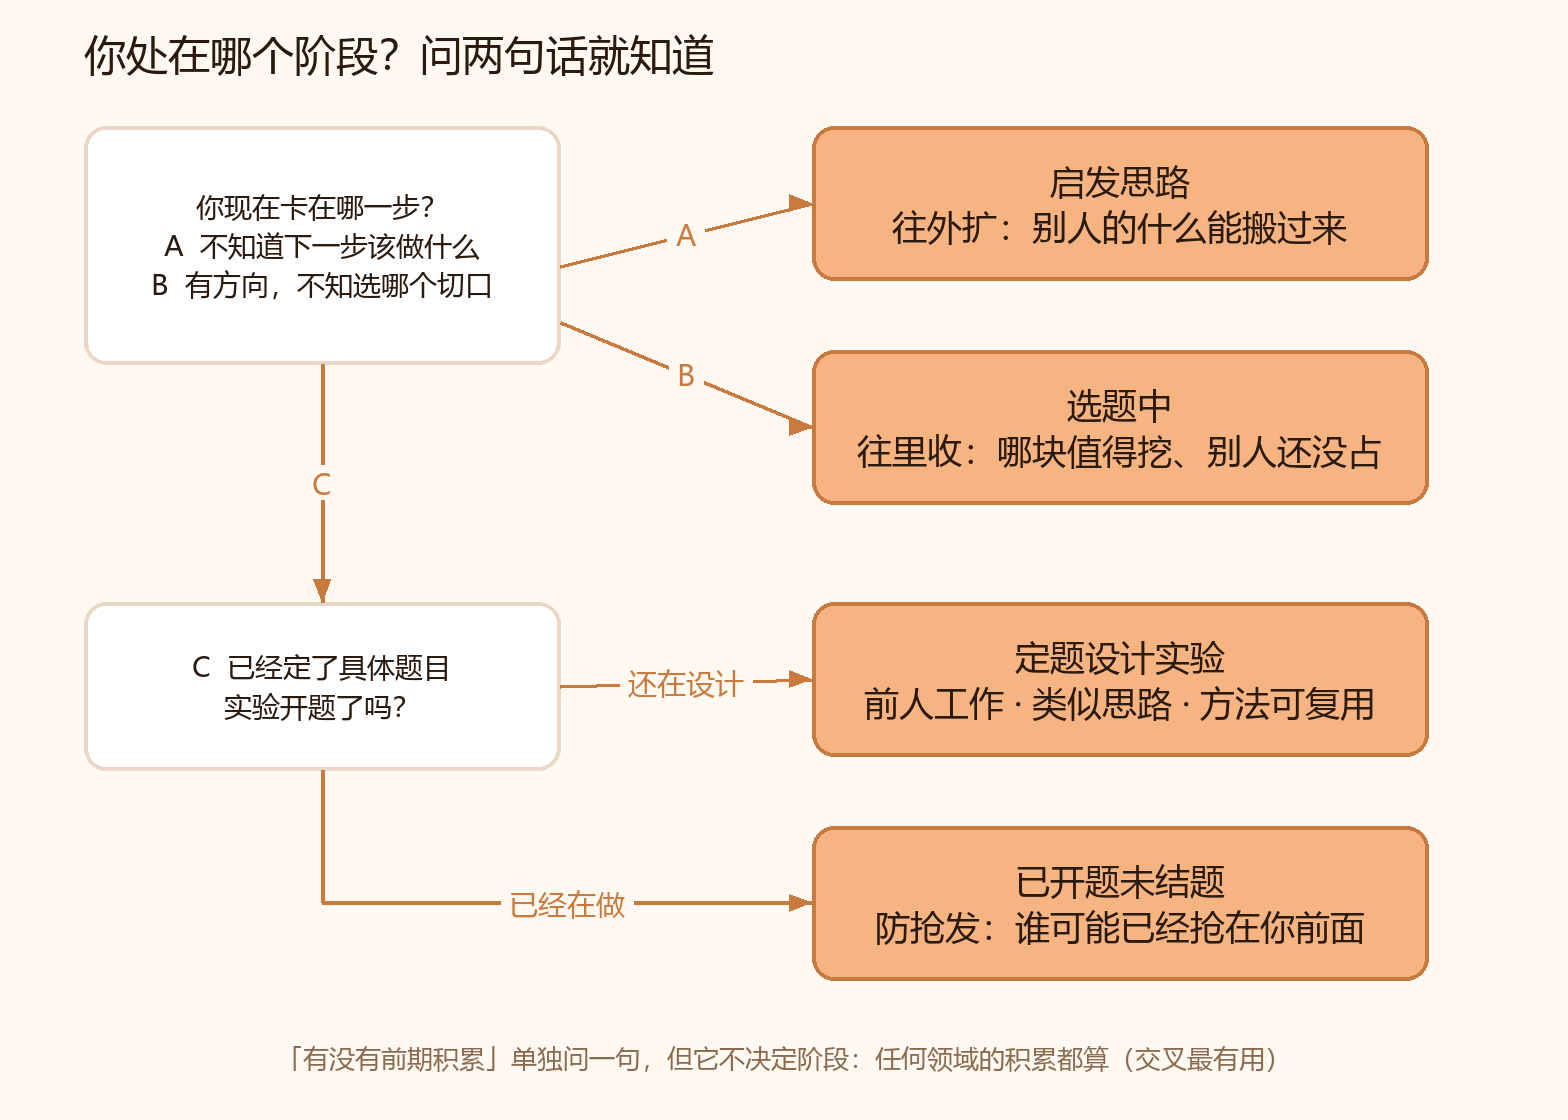 你处在哪个阶段？问两句话就知道
你现在卡在哪一步？
A 不知道下一步该做什么
B 有方向，不知选哪个切口
A
启发思路
往外扩：别人的什么能搬过来
B
选题中
往里收：哪块值得挖、别人还没占
C
C 已经定了具体题目
实验开题了吗？
还在设计
定题设计实验
前人工作 · 类似思路 · 方法可复用
已经在做
已开题未结题
防抢发：谁可能已经抢在你前面
「有没有前期积累」单独问一句，但它不决定阶段：任何领域的积累都算（交叉最有用）